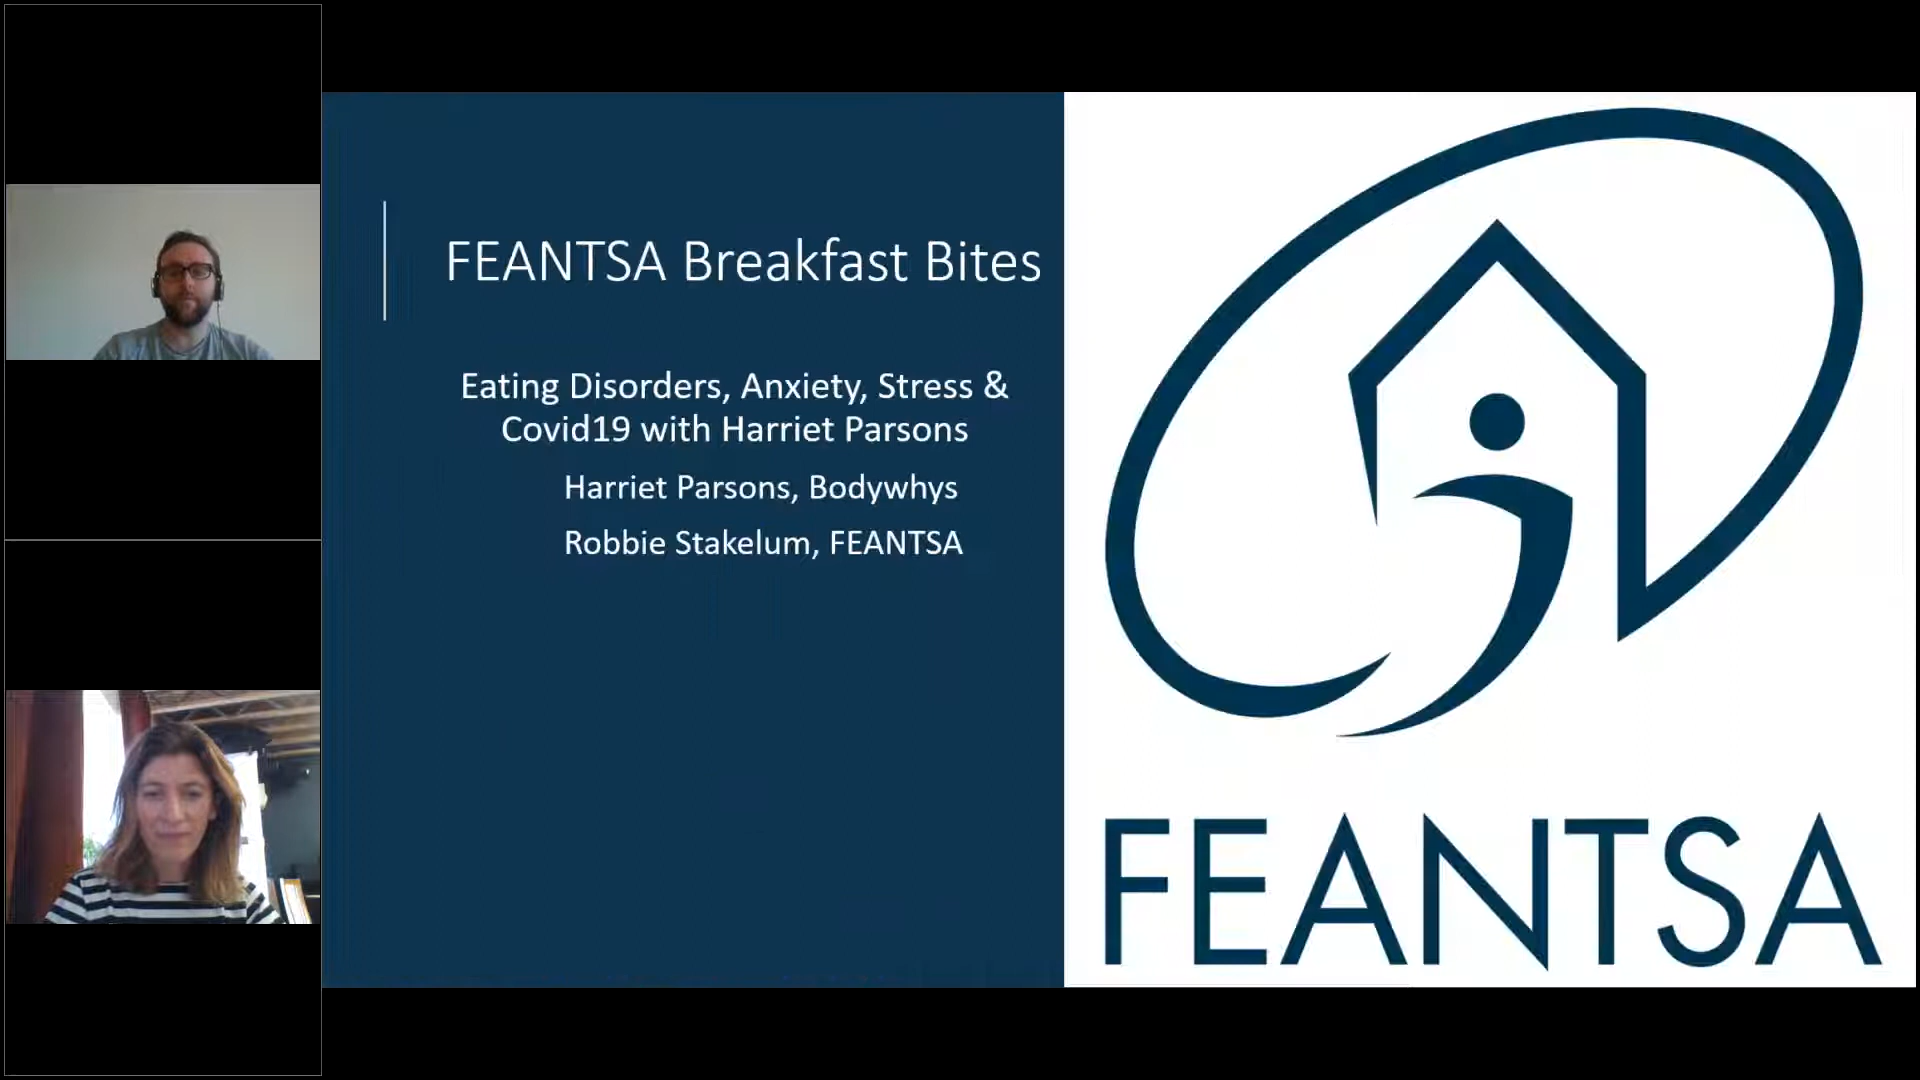 FEANTSA Breakfast Bites
Eating Disorders, Anxiety, Stress &
Covid19 with Harriet Parsons
Harriet Parsons, Bodywhys
Robbie Stakelum, FEANTSA
FEANTSA